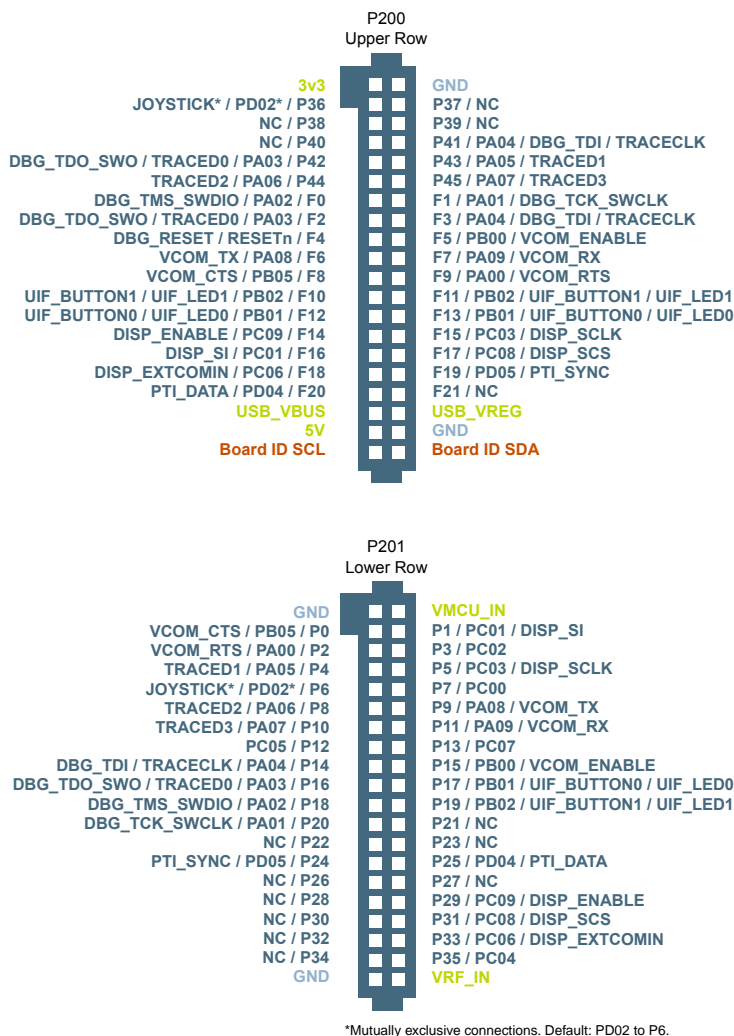 P200
Upper Row
3v3 GND
JOYSTICK* / PD02* / P36 P37 / NC
NC / P38 P39 / NC
NC / P40 P41 / PA04 / DBG_TDI / TRACECLK
DBG_TDO_SWO / TRACED0 / PA03 / P42 P43 / PA05 / TRACED1
TRACED2 / PA06 / P44 P45 / PA07 / TRACED3
DBG_TMS_SWDIO / PA02 / F0 F1 / PA01 / DBG_TCK_SWCLK
DBG_TDO_SWO / TRACED0 / PA03 / F2 F3 / PA04 / DBG_TDI / TRACECLK
DBG_RESET / RESETn / F4 F5 / PB00 / VCOM_ENABLE
VCOM_TX / PA08 / F6 F7 / PA09 / VCOM_RX
VCOM_CTS / PB05 / F8 F9 / PA00 / VCOM_RTS
UIF_BUTTON1 / UIF_LED1 / PB02 / F10 F11 / PB02 / UIF_BUTTON1 / UIF_LED1
UIF_BUTTON0 / UIF_LED0 / PB01 / F12 F13 / PB01 / UIF_BUTTON0 / UIF_LED0
DISP_ENABLE / PC09 / F14 F15 / PC03 / DISP_SCLK
DISP_SI / PC01 / F16 F17 / PC08 / DISP_SCS
DISP_EXTCOMIN / PC06 / F18 F19 / PD05 / PTI_SYNC
PTI_DATA / PD04 / F20 F21 / NC
USB_VBUS USB_VREG
5V GND
Board ID SCL Board ID SDA
P201
Lower Row
GND VMCU_IN
VCOM_CTS / PB05 / P0 P1 / PC01 / DISP_SI
VCOM_RTS / PA00 / P2 P3 / PC02
TRACED1 / PA05 / P4 P5 / PC03 / DISP_SCLK
JOYSTICK* / PD02* / P6 P7 / PC00
TRACED2 / PA06 / P8 P9 / PA08 / VCOM_TX
TRACED3 / PA07 / P10 P11 / PA09 / VCOM_RX
PC05 / P12 P13 / PC07
DBG_TDI / TRACECLK / PA04 / P14 P15 / PB00 / VCOM_ENABLE
DBG_TDO_SWO / TRACED0 / PA03 / P16 P17 / PB01 / UIF_BUTTON0 / UIF_LED0
DBG_TMS_SWDIO / PA02 / P18 P19 / PB02 / UIF_BUTTON1 / UIF_LED1
DBG_TCK_SWCLK / PA01 / P20 P21 / NC
NC / P22 P23 / NC
PTI_SYNC / PD05 / P24 P25 / PD04 / PTI_DATA
NC / P26 P27 / NC
NC / P28 P29 / PC09 / DISP_ENABLE
NC / P30 P31 / PC08 / DISP_SCS
NC / P32 P33 / PC06 / DISP_EXTCOMIN
NC / P34 P35 / PC04
GND VRF_IN
*Mutually exclusive connections. Default: PD02 to P6.